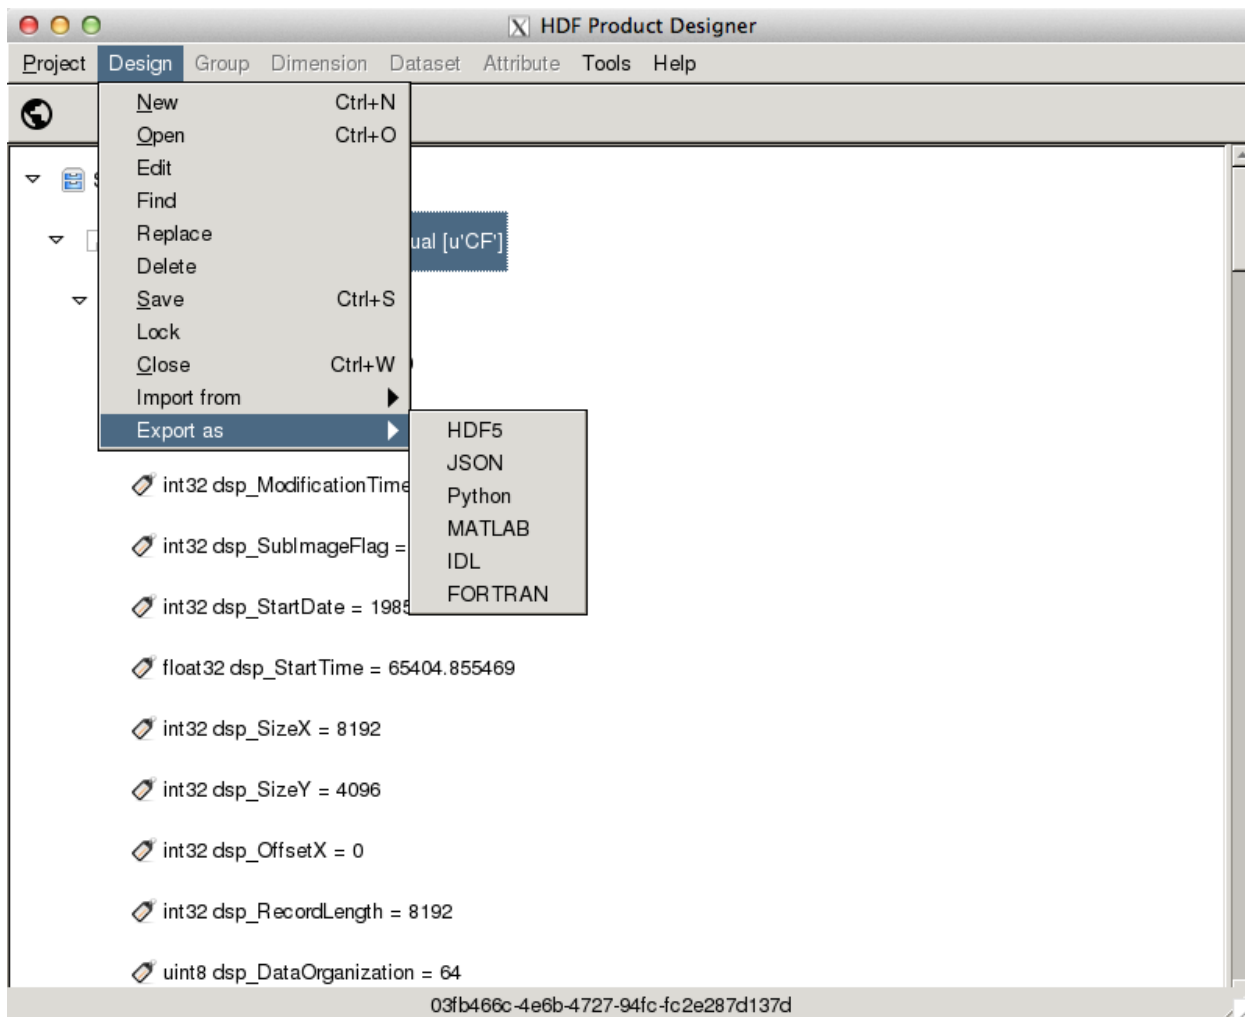 HDF Product Designer
Project Design Group Dimension Dataset Attribute Tools Help
New Ctrl+N
Open Ctrl+O
Edit
Find
Replace
Delete
Save Ctrl+S
Lock
Close Ctrl+W
Import from
Export as
HDF5
JSON
Python
MATLAB
IDL
FORTRAN
ual [u'CF']
int32 dsp_ModificationTime
int32 dsp_SubImageFlag =
int32 dsp_StartDate = 1985
float32 dsp_StartTime = 65404.855469
int32 dsp_SizeX = 8192
int32 dsp_SizeY = 4096
int32 dsp_OffsetX = 0
int32 dsp_RecordLength = 8192
uint8 dsp_DataOrganization = 64
03fb466c-4e6b-4727-94fc-fc2e287d137d